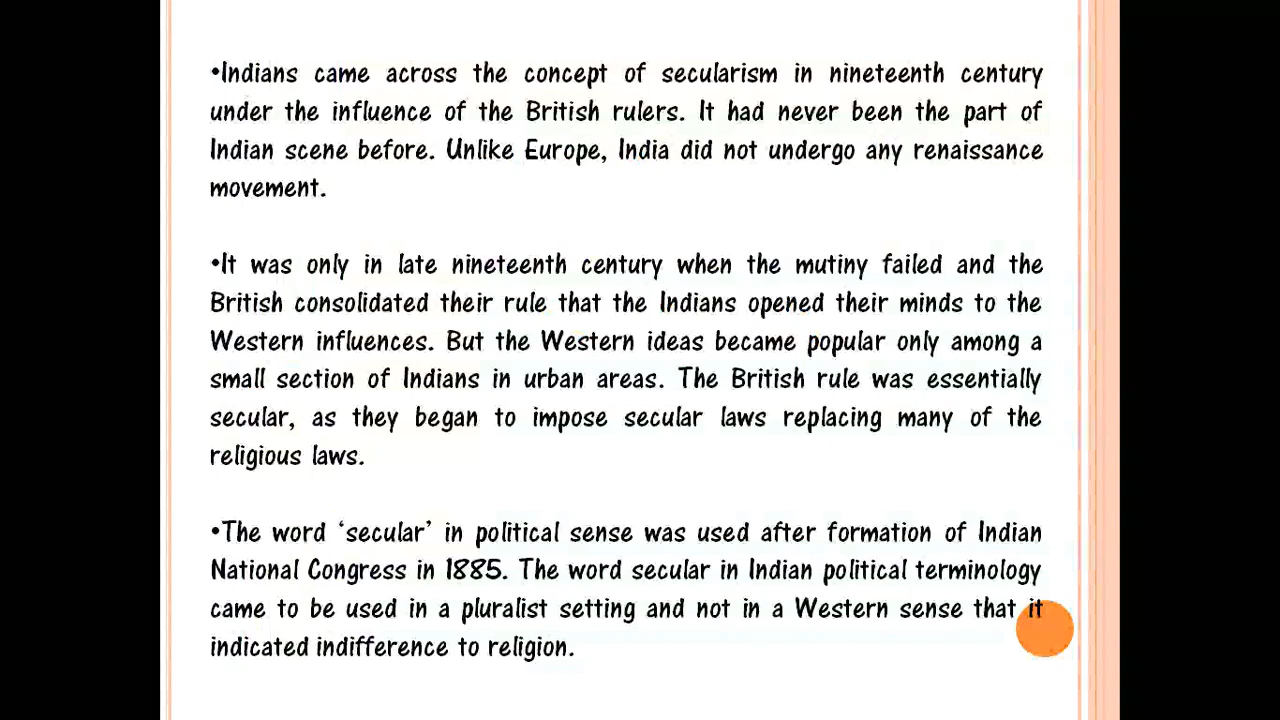 •Indians came across the concept of secularism in nineteenth century
under the influence of the British rulers. It had never been the part of
Indian scene before. Unlike Europe, India did not undergo any renaissance
movement.
•It was only in late nineteenth century when the mutiny failed and the
British consolidated their rule that the Indians opened their minds to the
Western influences. But the Western ideas became popular only among a
small section of Indians in urban areas. The British rule was essentially
secular, as they began to impose secular laws replacing many of the
religious laws.
•The word ‘secular’ in political sense was used after formation of Indian
National Congress in 1885. The word secular in Indian political terminology
came to be used in a pluralist setting and not in a Western sense that it
indicated indifference to religion.